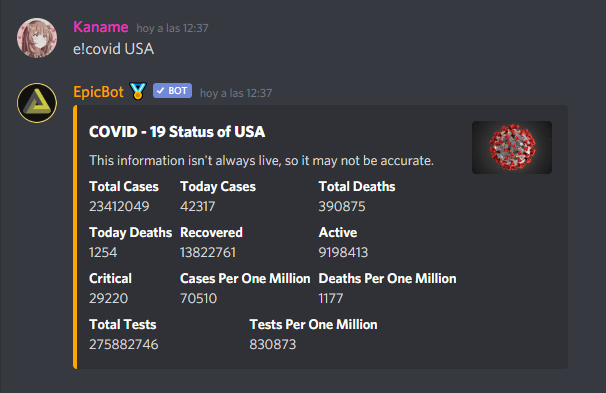 Kaname hoy a las 12:37
e!covid USA
EpicBot BOT hoy a las 12:37
COVID - 19 Status of USA
This information isn't always live, so it may not be accurate.
Total Cases Today Cases Total Deaths
23412049 42317 390875
Today Deaths Recovered Active
1254 13822761 9198413
Critical Cases Per One Million Deaths Per One Million
29220 70510 1177
Total Tests Tests Per One Million
275882746 830873